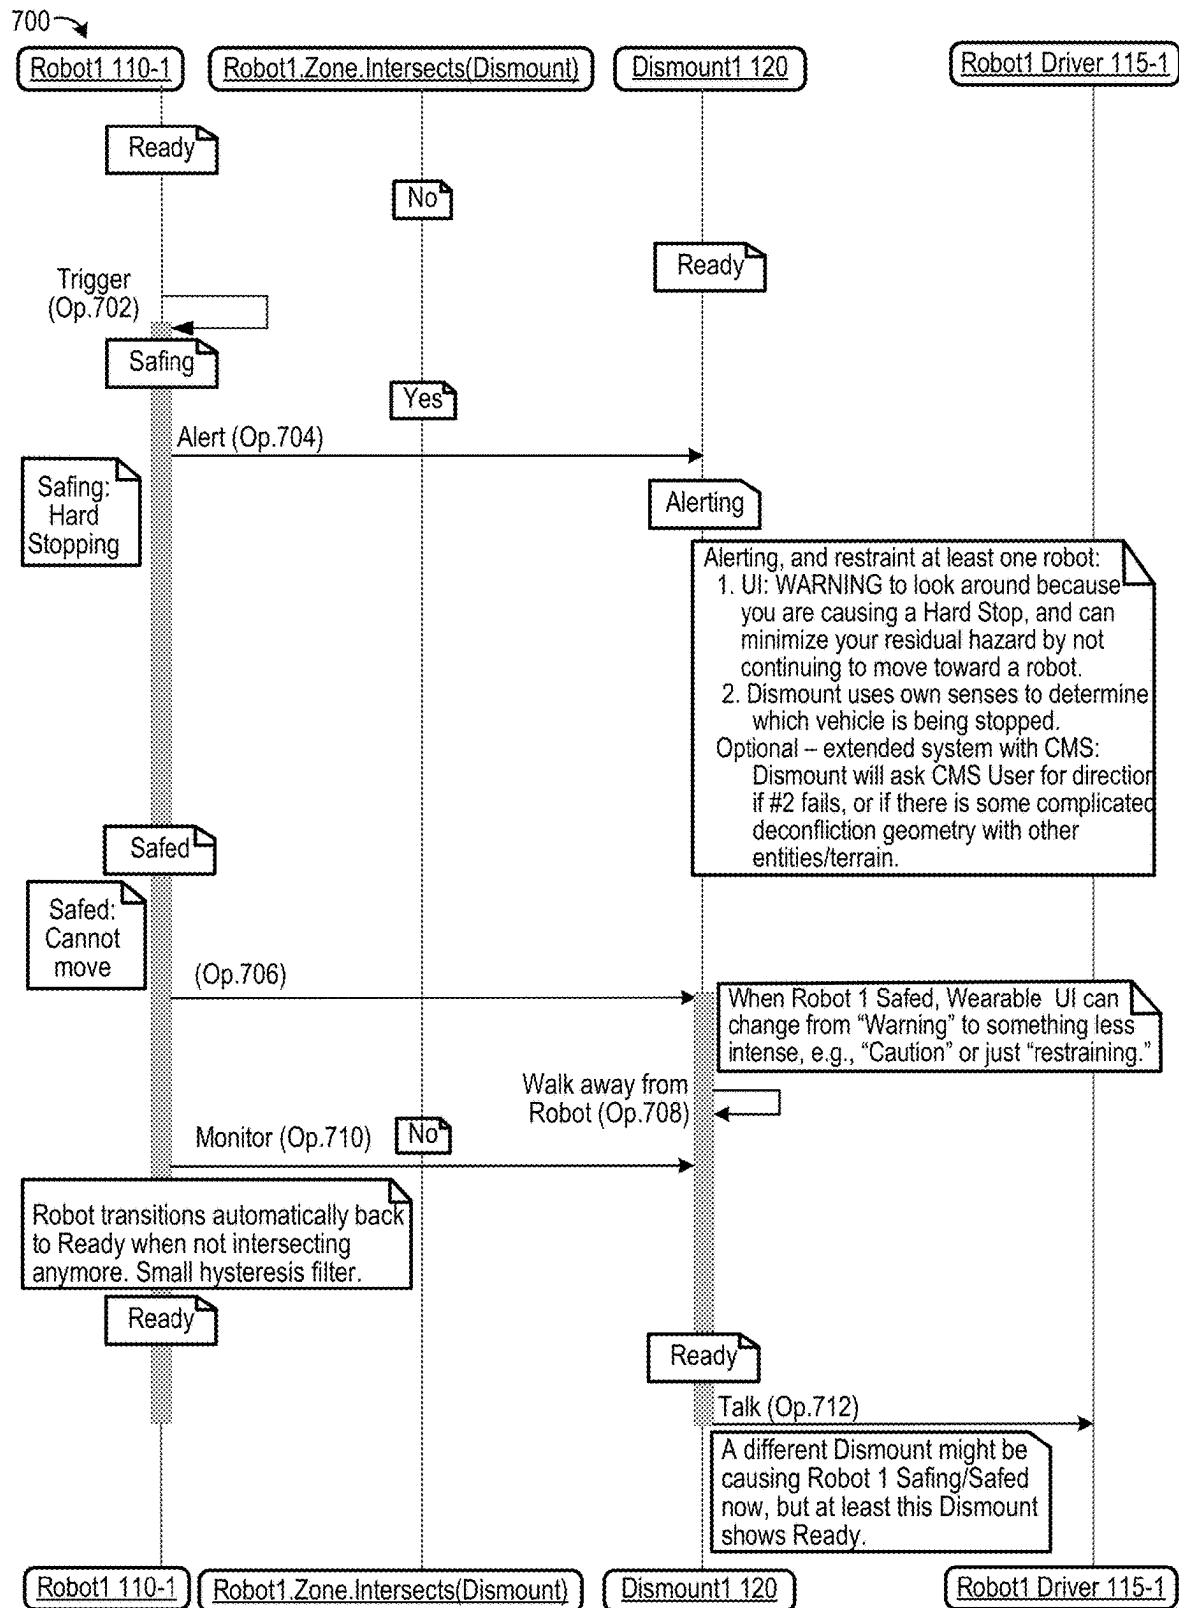 700
Robot1 110-1
Robot1.Zone.Intersects(Dismount)
Dismount1 120
Robot1 Driver 115-1
Ready
No
Ready
Trigger
(Op.702)
Safing
Yes
Alert (Op.704)
Safing:
Hard
Stopping
Alerting
Alerting, and restraint at least one robot:
1. UI: WARNING to look around because
you are causing a Hard Stop, and can
minimize your residual hazard by not
continuing to move toward a robot.
2. Dismount uses own senses to determine
which vehicle is being stopped.
Optional – extended system with CMS:
Dismount will ask CMS User for direction
if #2 fails, or if there is some complicated
deconfliction geometry with other
entities/terrain.
Safed
Safed:
Cannot
move
(Op.706)
When Robot 1 Safed, Wearable UI can
change from “Warning” to something less
intense, e.g., “Caution” or just “restraining.”
Walk away from
Robot (Op.708)
Monitor (Op.710)
No
Robot transitions automatically back
to Ready when not intersecting
anymore. Small hysteresis filter.
Ready
Ready
Talk (Op.712)
A different Dismount might be
causing Robot 1 Safing/Safed
now, but at least this Dismount
shows Ready.
Robot1 110-1
Robot1.Zone.Intersects(Dismount)
Dismount1 120
Robot1 Driver 115-1